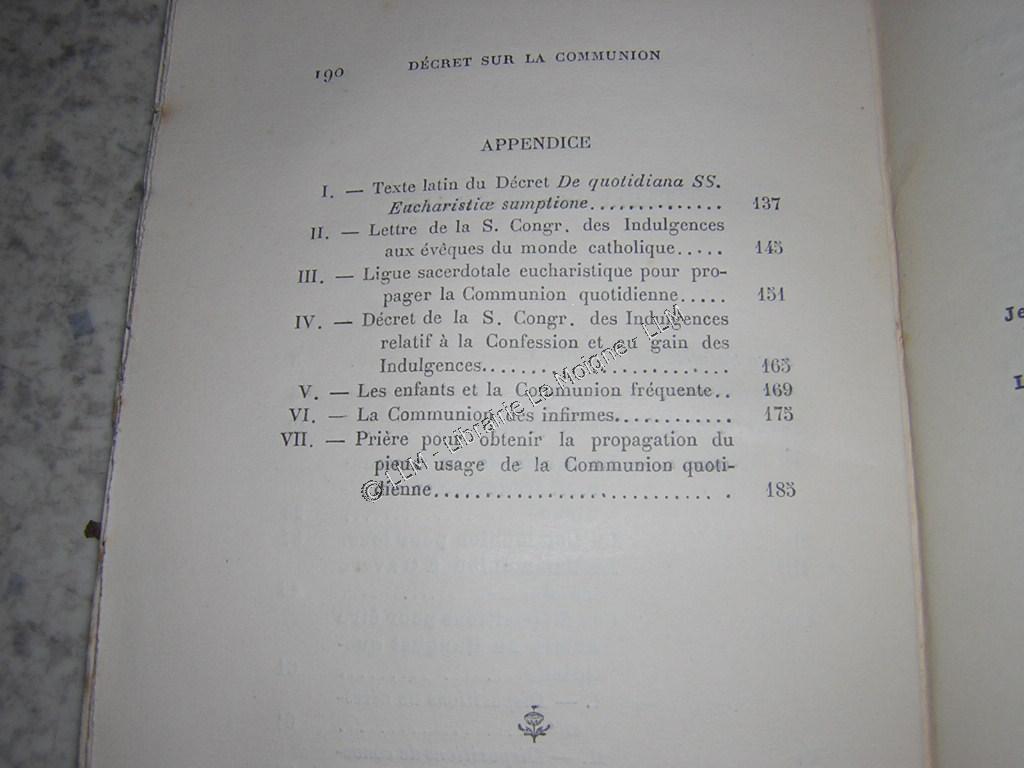 190 DÉCRET SUR LA COMMUNION
APPENDICE
I. — Texte latin du Décret De quotidiana SS.
Eucharistiæ sumptione.............. 137
II. — Lettre de la S. Congr. des Indulgences
aux évêques du monde catholique..... 145
III. — Ligue sacerdotale eucharistique pour pro-
pager la Communion quotidienne..... 151
IV. — Décret de la S. Congr. des Indulgences
relatif à la Confession et au gain des
Indulgences........................ 165
V. — Les enfants et la Communion fréquente.. 169
VI. — La Communion des infirmes............ 175
VII. — Prière pour obtenir la propagation du
pieux usage de la Communion quoti-
dienne............................. 185
© LLM - Librairie Le Moigne - LLM
Je
L